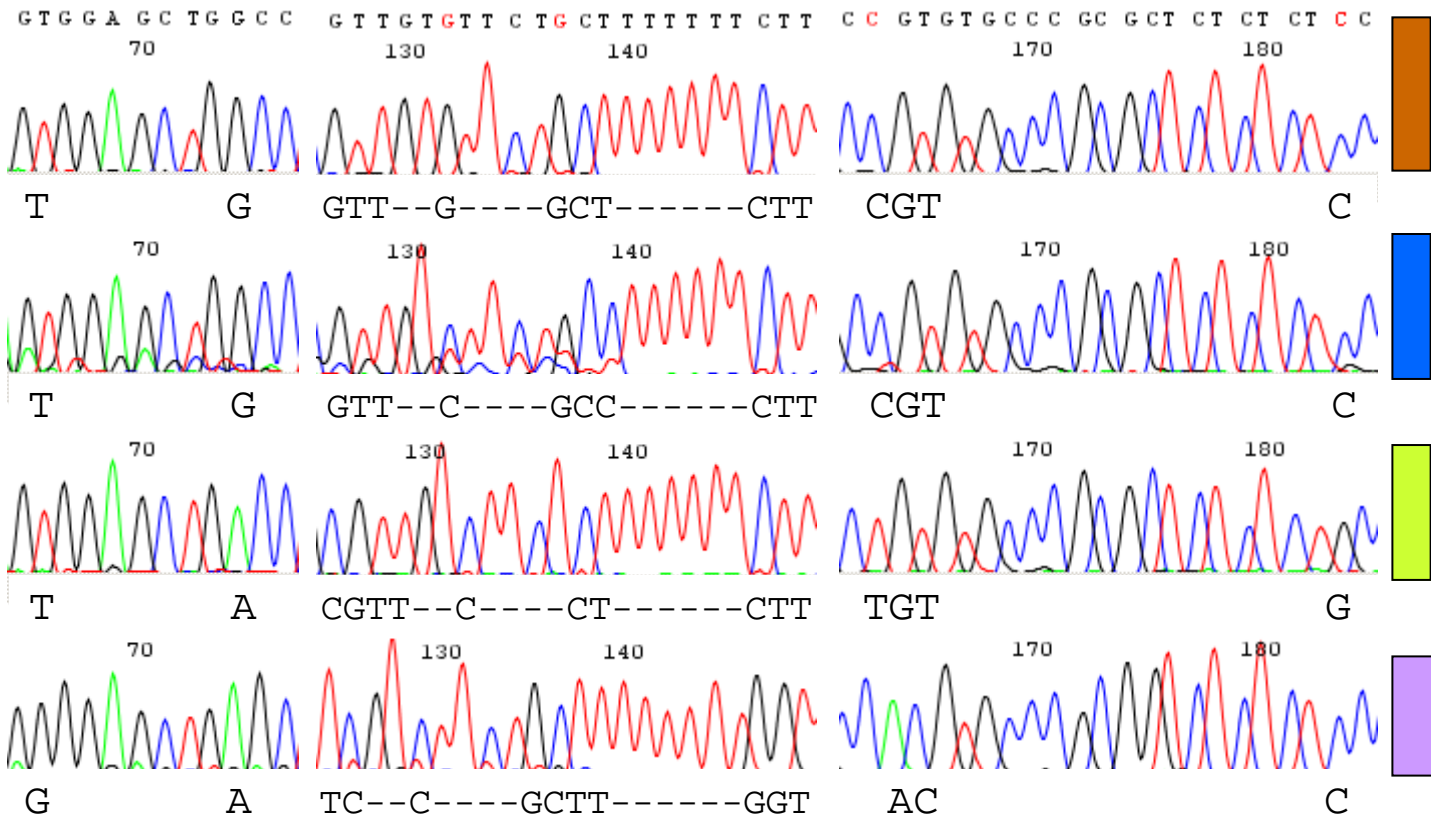 GTGGAGCTGGCC GTTGTGTTCTGCTTTTTTTCTT CCGTGTGCCCGCGCTCTCTCTCC
70 130 140 170 180
T G GTT--G----GCT------CTT CGT C
70 130 140 170 180
T G GTT--C----GCC------CTT CGT C
70 130 140 170 180
T A CGTT--C----CT------CTT TGT G
70 130 140 170 180
G A TC--C----GCTT------GGT AC C